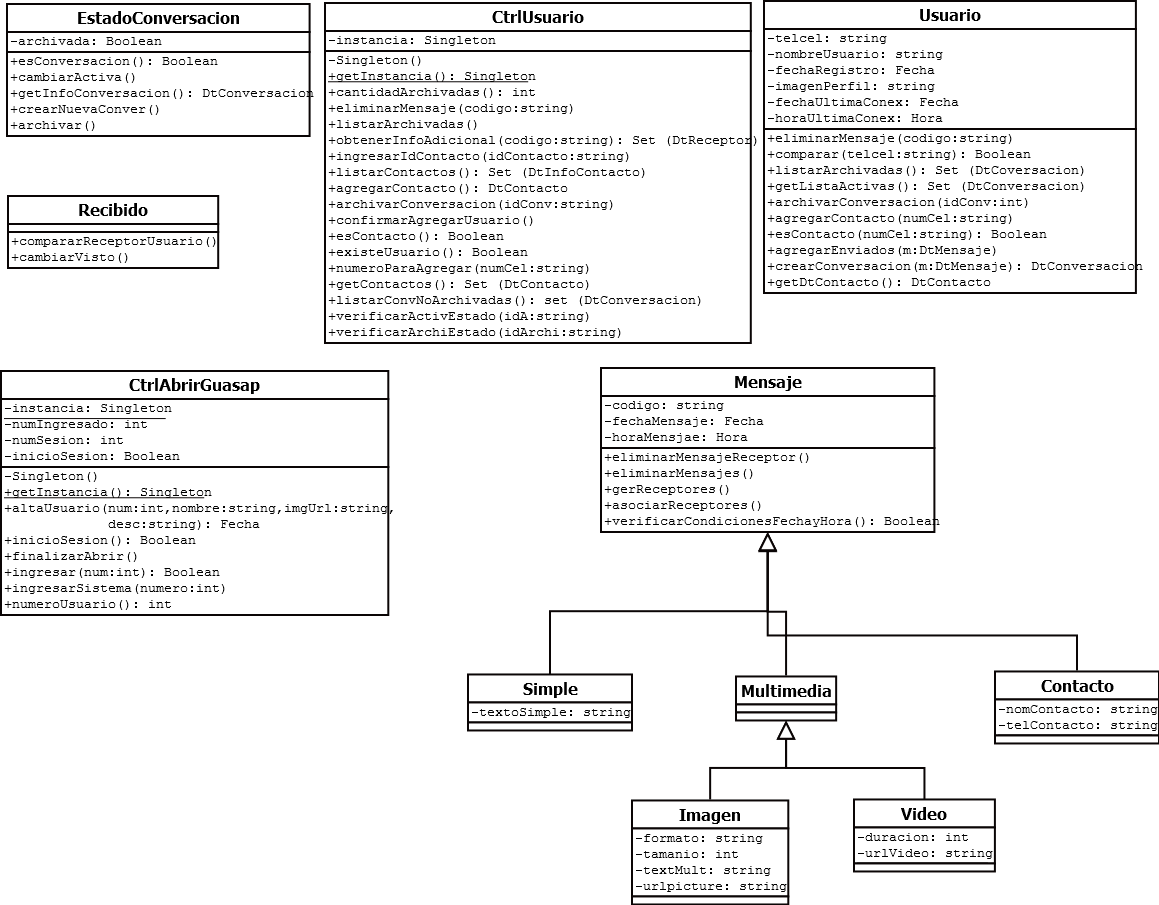 EstadoConversacion
-archivada: Boolean
+esConversacion(): Boolean
+cambiarActiva()
+getInfoConversacion(): DtConversacion
+crearNuevaConver()
+archivar()
CtrlUsuario
-instancia: Singleton
-Singleton()
+getInstancia(): Singleton
+cantidadArchivadas(): int
+eliminarMensaje(codigo:string)
+listarArchivadas()
+obtenerInfoAdicional(codigo:string): Set (DtReceptor)
+ingresarIdContacto(idContacto:string)
+listarContactos(): Set (DtInfoContacto)
+agregarContacto(): DtContacto
+archivarConversacion(idConv:string)
+confirmarAgregarUsuario()
+esContacto(): Boolean
+existeUsuario(): Boolean
+numeroParaAgregar(numCel:string)
+getContactos(): Set (DtContacto)
+listarConvNoArchivadas(): set (DtConversacion)
+verificarActivEstado(idA:string)
+verificarArchiEstado(idArchi:string)
Usuario
-telcel: string
-nombreUsuario: string
-fechaRegistro: Fecha
-imagenPerfil: string
-fechaUltimaConex: Fecha
-horaUltimaConex: Hora
+eliminarMensaje(codigo:string)
+comparar(telcel:string): Boolean
+listarArchivadas(): Set (DtCoversacion)
+getListaActivas(): Set (DtConversacion)
+archivarConversacion(idConv:int)
+agregarContacto(numCel:string)
+esContacto(numCel:string): Boolean
+agregarEnviados(m:DtMensaje)
+crearConversacion(m:DtMensaje): DtConversacion
+getDtContacto(): DtContacto
Recibido
+compararReceptorUsuario()
+cambiarVisto()
CtrlAbrirGuasap
-instancia: Singleton
-numIngresado: int
-numSesion: int
-inicioSesion: Boolean
-Singleton()
+getInstancia(): Singleton
+altaUsuario(num:int,nombre:string,imgUrl:string,
desc:string): Fecha
+inicioSesion(): Boolean
+finalizarAbrir()
+ingresar(num:int): Boolean
+ingresarSistema(numero:int)
+numeroUsuario(): int
Mensaje
-codigo: string
-fechaMensaje: Fecha
-horaMensjae: Hora
+eliminarMensajeReceptor()
+eliminarMensajes()
+gerReceptores()
+asociarReceptores()
+verificarCondicionesFechayHora(): Boolean
Simple
-textoSimple: string
Multimedia
Contacto
-nomContacto: string
-telContacto: string
Imagen
-formato: string
-tamanio: int
-textMult: string
-urlpicture: string
Video
-duracion: int
-urlVideo: string